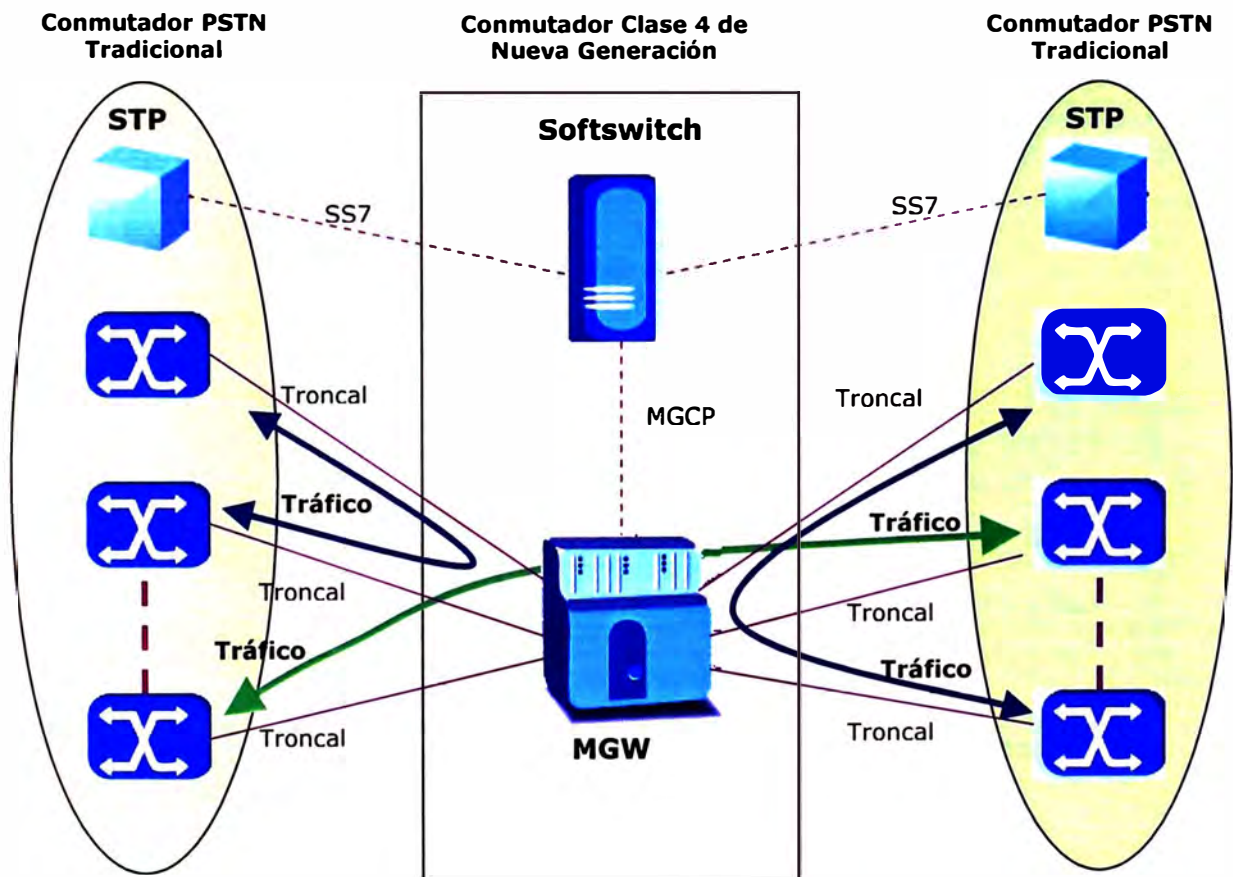 Conmutador PSTN
Tradicional
Conmutador Clase 4 de
Nueva Generación
Conmutador PSTN
Tradicional
STP
Softswitch
STP
SS7
SS7
Troncal
MGCP
Troncal
Tráfico
Tráfico
Troncal
Troncal
Tráfico
Tráfico
Troncal
Troncal
MGW